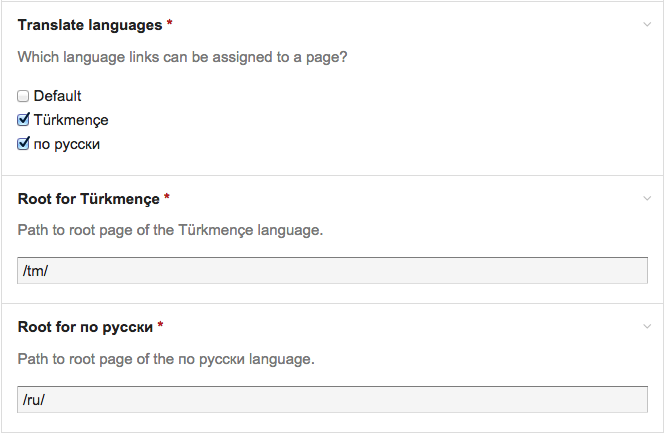 Translate languages *
Which language links can be assigned to a page?
Default
Türkmençe
по русски
Root for Türkmençe *
Path to root page of the Türkmençe language.
/tm/
Root for по русски *
Path to root page of the по русски language.
/ru/